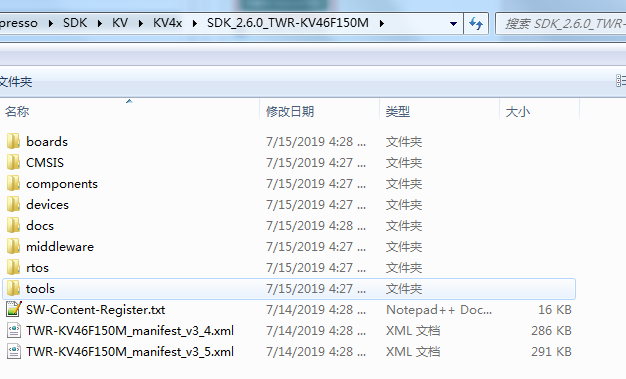 presso ▸ SDK ▸ KV ▸ KV4x ▸ SDK_2.6.0_TWR-KV46F150M ▸ 搜索 SDK_2.6.0_TWR-
文件夹
名称 修改日期 类型 大小
boards 7/15/2019 4:28 ... 文件夹
CMSIS 7/15/2019 4:27 ... 文件夹
components 7/15/2019 4:27 ... 文件夹
devices 7/15/2019 4:27 ... 文件夹
docs 7/15/2019 4:28 ... 文件夹
middleware 7/15/2019 4:27 ... 文件夹
rtos 7/15/2019 4:27 ... 文件夹
tools 7/15/2019 4:27 ... 文件夹
SW-Content-Register.txt 7/14/2019 4:28 ... Notepad++ Doc... 16 KB
TWR-KV46F150M_manifest_v3_4.xml 7/14/2019 4:28 ... XML 文档 286 KB
TWR-KV46F150M_manifest_v3_5.xml 7/14/2019 4:28 ... XML 文档 291 KB